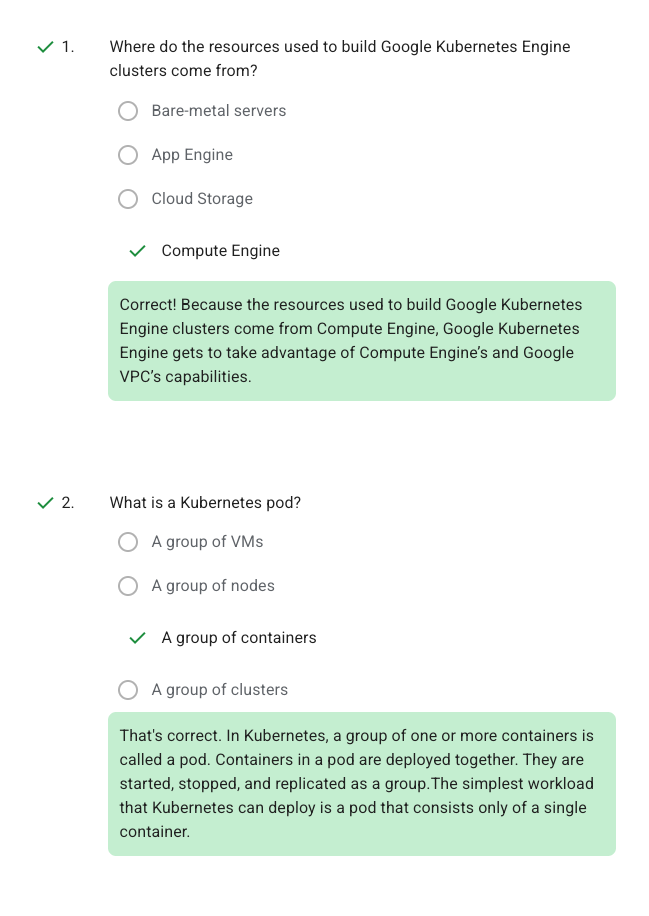 1. Where do the resources used to build Google Kubernetes Engine
clusters come from?
Bare-metal servers
App Engine
Cloud Storage
Compute Engine
Correct! Because the resources used to build Google Kubernetes
Engine clusters come from Compute Engine, Google Kubernetes
Engine gets to take advantage of Compute Engine’s and Google
VPC’s capabilities.
2. What is a Kubernetes pod?
A group of VMs
A group of nodes
A group of containers
A group of clusters
That's correct. In Kubernetes, a group of one or more containers is
called a pod. Containers in a pod are deployed together. They are
started, stopped, and replicated as a group.The simplest workload
that Kubernetes can deploy is a pod that consists only of a single
container.